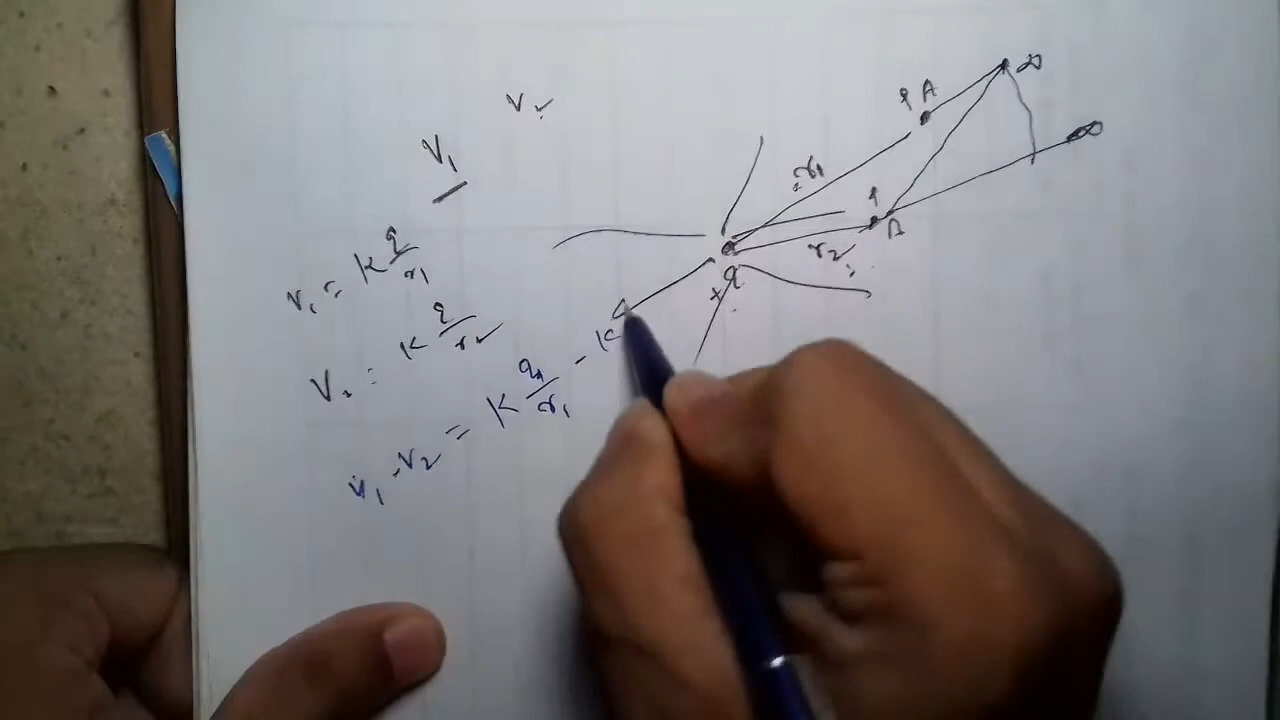 V₂
V₁
V₁ = K q/r₁
V₂ = K q/r₂
V₁ - V₂ = K q/r₁ - K
A
∞
∞
r₁
B
r₂
+q